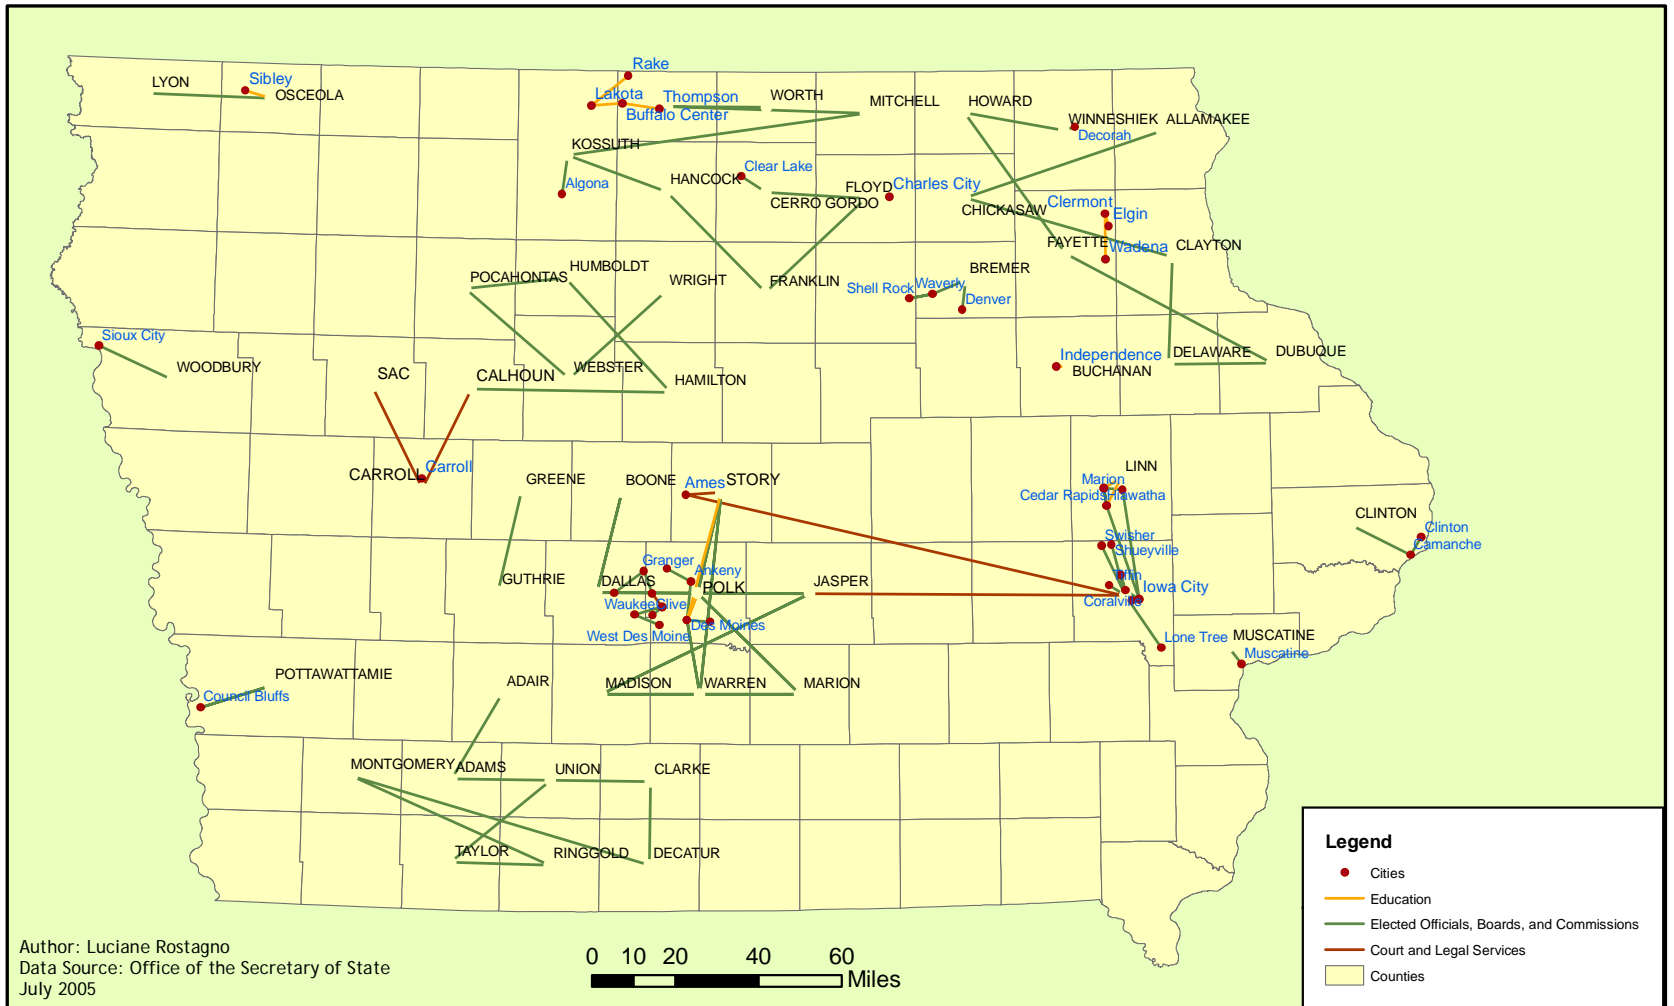 Rake
LYON
Sibley
OSCEOLA
Lakota
Thompson
Buffalo Center
WORTH
MITCHELL
HOWARD
WINNESHIEK
ALLAMAKEE
Decorah
KOSSUTH
Algona
Clear Lake
HANCOCK
CERRO GORDO
FLOYD
Charles City
CHICKASAW
Clermont
Elgin
FAYETTE
Wadena
CLAYTON
POCAHONTAS
HUMBOLDT
WRIGHT
FRANKLIN
BREMER
Shell Rock
Waverly
Denver
Sioux City
WOODBURY
SAC
CALHOUN
WEBSTER
HAMILTON
Independence
BUCHANAN
DELAWARE
DUBUQUE
CARROLL
Carroll
GREENE
BOONE
Ames
STORY
LINN
Marion
Cedar Rapids
Hiawatha
CLINTON
Clinton
Camanche
Swisher
Shueyville
Granger
Ankeny
GUTHRIE
DALLAS
POLK
JASPER
Tiffin
Iowa City
Coralville
Waukee
Clive
West Des Moine
Des Moines
Lone Tree
MUSCATINE
Muscatine
POTTAWATTAMIE
Council Bluffs
ADAIR
MADISON
WARREN
MARION
MONTGOMERY
ADAMS
UNION
CLARKE
TAYLOR
RINGGOLD
DECATUR
Legend
Cities
Education
Elected Officials, Boards, and Commissions
Court and Legal Services
Counties
Author: Luciane Rostagno
Data Source: Office of the Secretary of State
July 2005
0 10 20 40 60
Miles